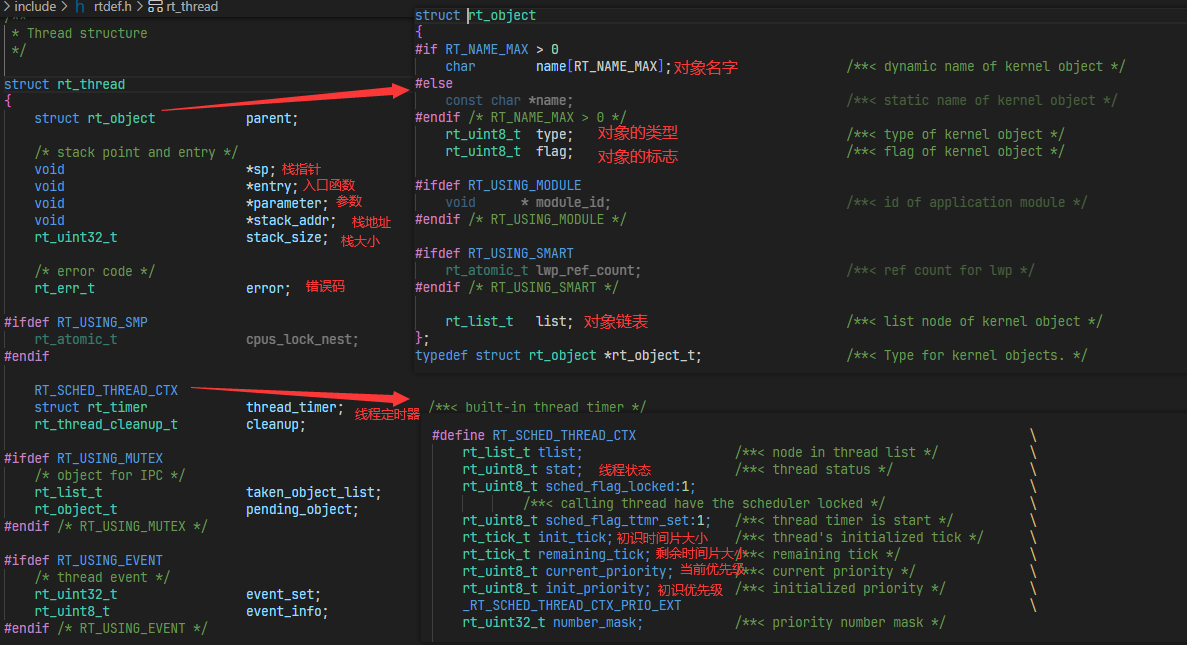 > include > h rtdef.h > rt_thread
/**
* Thread structure
*/
struct rt_thread
{
struct rt_object parent;
/* stack point and entry */
void *sp; 栈指针
void *entry; 入口函数
void *parameter; 参数
void *stack_addr; 栈地址
rt_uint32_t stack_size; 栈大小
/* error code */
rt_err_t error; 错误码
#ifdef RT_USING_SMP
rt_atomic_t cpus_lock_nest;
#endif
RT_SCHED_THREAD_CTX
struct rt_timer thread_timer; 线程定时器 /**< built-in thread timer */
rt_thread_cleanup_t cleanup;
#ifdef RT_USING_MUTEX
/* object for IPC */
rt_list_t taken_object_list;
rt_object_t pending_object;
#endif /* RT_USING_MUTEX */
#ifdef RT_USING_EVENT
/* thread event */
rt_uint32_t event_set;
rt_uint8_t event_info;
#endif /* RT_USING_EVENT */
struct rt_object
{
#if RT_NAME_MAX > 0
char name[RT_NAME_MAX]; 对象名字 /**< dynamic name of kernel object */
#else
const char *name; /**< static name of kernel object */
#endif /* RT_NAME_MAX > 0 */
rt_uint8_t type; 对象的类型 /**< type of kernel object */
rt_uint8_t flag; 对象的标志 /**< flag of kernel object */
#ifdef RT_USING_MODULE
void * module_id; /**< id of application module */
#endif /* RT_USING_MODULE */
#ifdef RT_USING_SMART
rt_atomic_t lwp_ref_count; /**< ref count for lwp */
#endif /* RT_USING_SMART */
rt_list_t list; 对象链表 /**< list node of kernel object */
};
typedef struct rt_object *rt_object_t; /**< Type for kernel objects. */
#define RT_SCHED_THREAD_CTX \
rt_list_t tlist; /**< node in thread list */ \
rt_uint8_t stat; 线程状态 /**< thread status */ \
rt_uint8_t sched_flag_locked:1; \
/**< calling thread have the scheduler locked */ \
rt_uint8_t sched_flag_ttmr_set:1; /**< thread timer is start */ \
rt_tick_t init_tick; 初识时间片大小 /**< thread's initialized tick */ \
rt_tick_t remaining_tick; 剩余时间片大小 /**< remaining tick */ \
rt_uint8_t current_priority; 当前优先级 /**< current priority */ \
rt_uint8_t init_priority; 初识优先级 /**< initialized priority */ \
_RT_SCHED_THREAD_CTX_PRIO_EXT \
rt_uint32_t number_mask; /**< priority number mask */